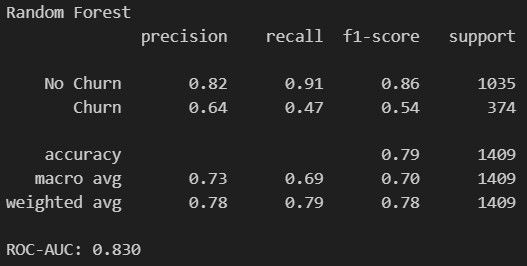 Random Forest
precision recall f1-score support
No Churn 0.82 0.91 0.86 1035
Churn 0.64 0.47 0.54 374
accuracy 0.79 1409
macro avg 0.73 0.69 0.70 1409
weighted avg 0.78 0.79 0.78 1409
ROC-AUC: 0.830